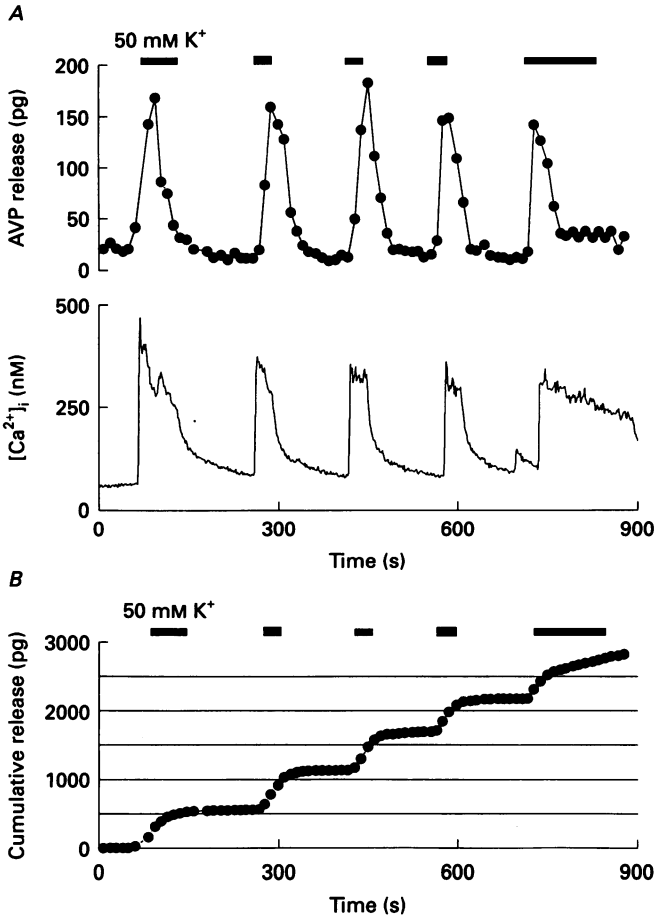 A
50 mM K+
200
150
100
50
0
AVP release (pg)
500
250
0
[Ca2+]i (nM)
0 300 600 900
Time (s)
B
50 mM K+
3000
2000
1000
0
Cumulative release (pg)
0 300 600 900
Time (s)